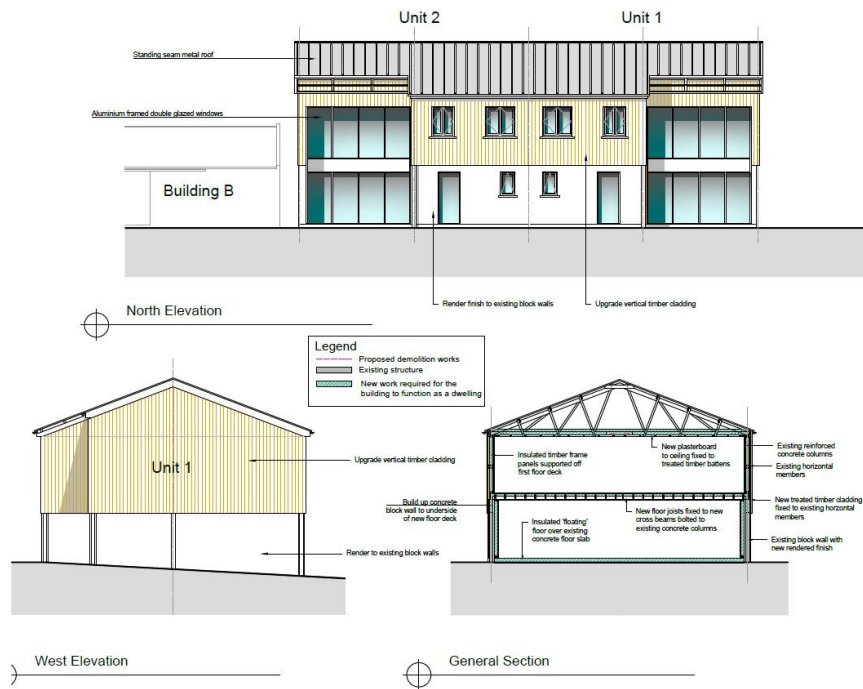 Unit 2
Unit 1
Standing seam metal roof
Aluminium framed double glazed windows
Building B
Render finish to existing block walls
Upgrade vertical timber cladding
North Elevation
Legend
Proposed demolition works
Existing structure
New work required for the
building to function as a dwelling
Unit 1
Upgrade vertical timber cladding
Render to existing block walls
West Elevation
Insulated timber frame
panels supported off
first floor deck
New plasterboard
to ceiling fixed to
treated timber battens
Existing reinforced
concrete columns
Existing horizontal
members
Build up concrete
block wall to underside
of new floor deck
New floor joists fixed to new
cross beams bolted to
existing concrete columns
New treated timber cladding
fixed to existing horzontal
members
Insulated 'floating'
floor over existing
concrete floor slab
Existing block wall with
new rendered finish
General Section